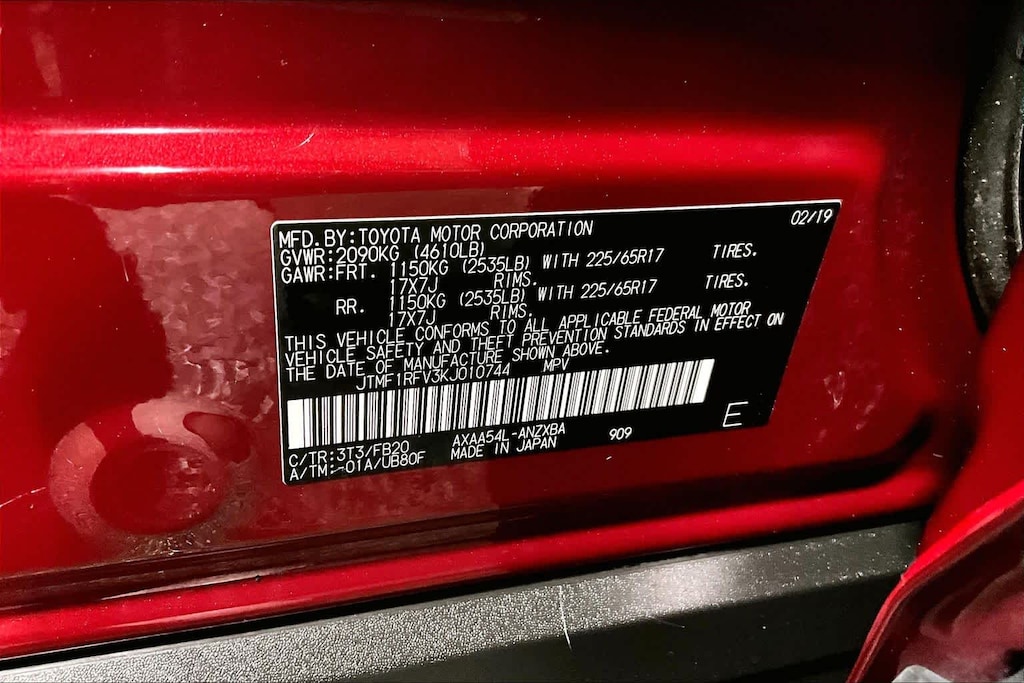 02/19
MFD.BY:TOYOTA MOTOR CORPORATION
GVWR:2090KG (4610LB)
GAWR:FRT. 1150KG (2535LB) WITH 225/65R17 TIRES.
17X7J RIMS.
RR. 1150KG (2535LB) WITH 225/65R17 TIRES.
17X7J RIMS.
THIS VEHICLE CONFORMS TO ALL APPLICABLE FEDERAL MOTOR
VEHICLE SAFETY AND THEFT PREVENTION STANDARDS IN EFFECT ON
THE DATE OF MANUFACTURE SHOWN ABOVE.
JTMF1RFV3KJ010744 MPV
C/TR:3T3/FB20 AXAA54L-ANZXBA 909 E
A/TM:-01A/UB80F MADE IN JAPAN